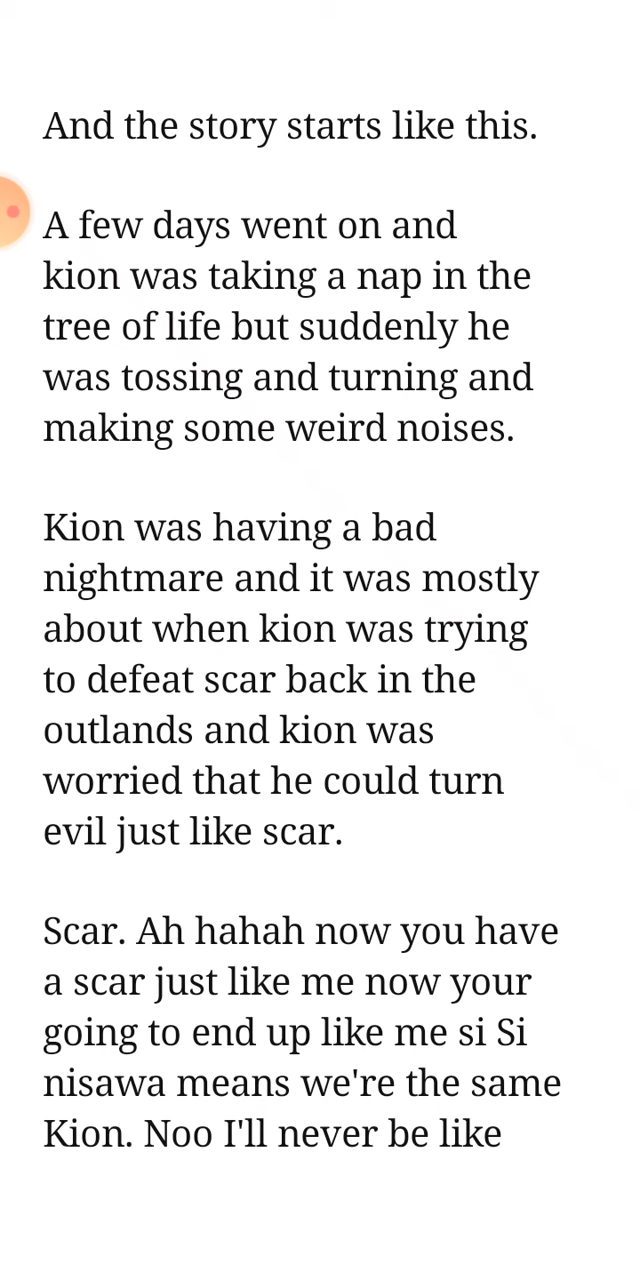 And the story starts like this.
A few days went on and
kion was taking a nap in the
tree of life but suddenly he
was tossing and turning and
making some weird noises.
Kion was having a bad
nightmare and it was mostly
about when kion was trying
to defeat scar back in the
outlands and kion was
worried that he could turn
evil just like scar.
Scar. Ah hahah now you have
a scar just like me now your
going to end up like me si Si
nisawa means we're the same
Kion. Noo I'll never be like